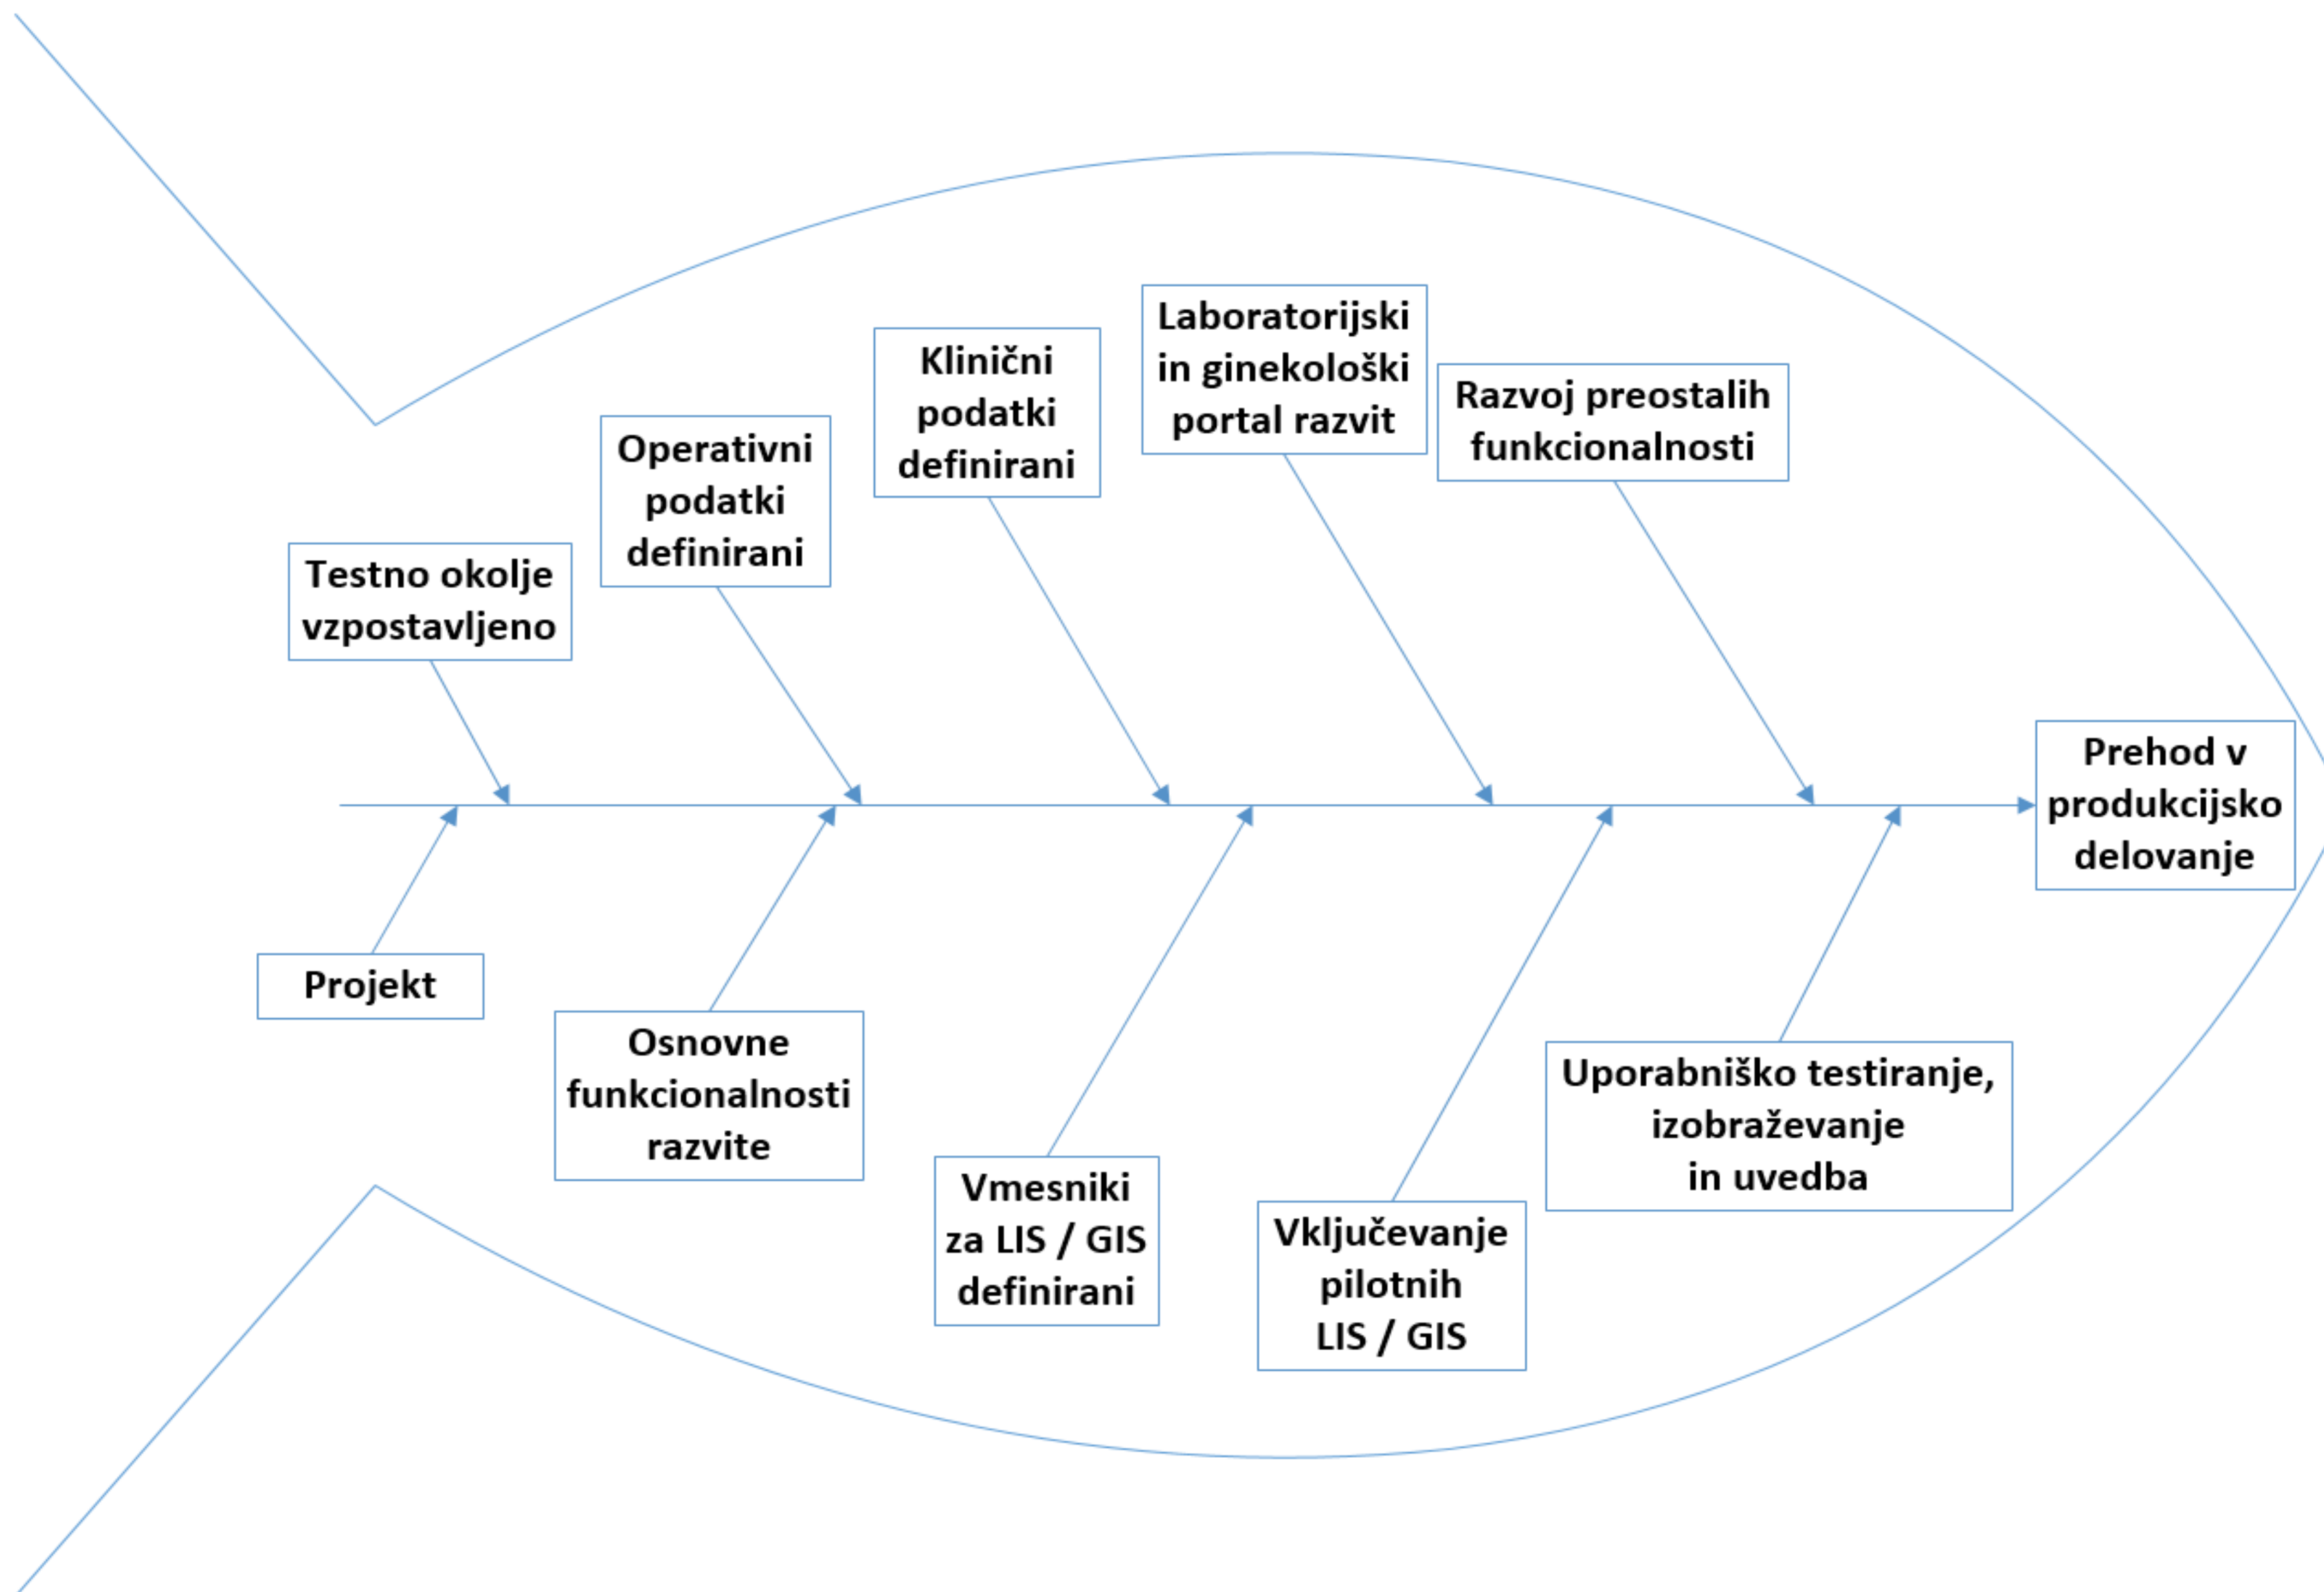 Laboratorijski
in ginekološki
portal razvit
Klinični
podatki
definirani
Razvoj preostalih
funkcionalnosti
Operativni
podatki
definirani
Testno okolje
vzpostavljeno
Prehod v
produkcijsko
delovanje
Projekt
Osnovne
funkcionalnosti
razvite
Uporabniško testiranje,
izobraževanje
in uvedba
Vmesniki
za LIS / GIS
definirani
Vključevanje
pilotnih
LIS / GIS